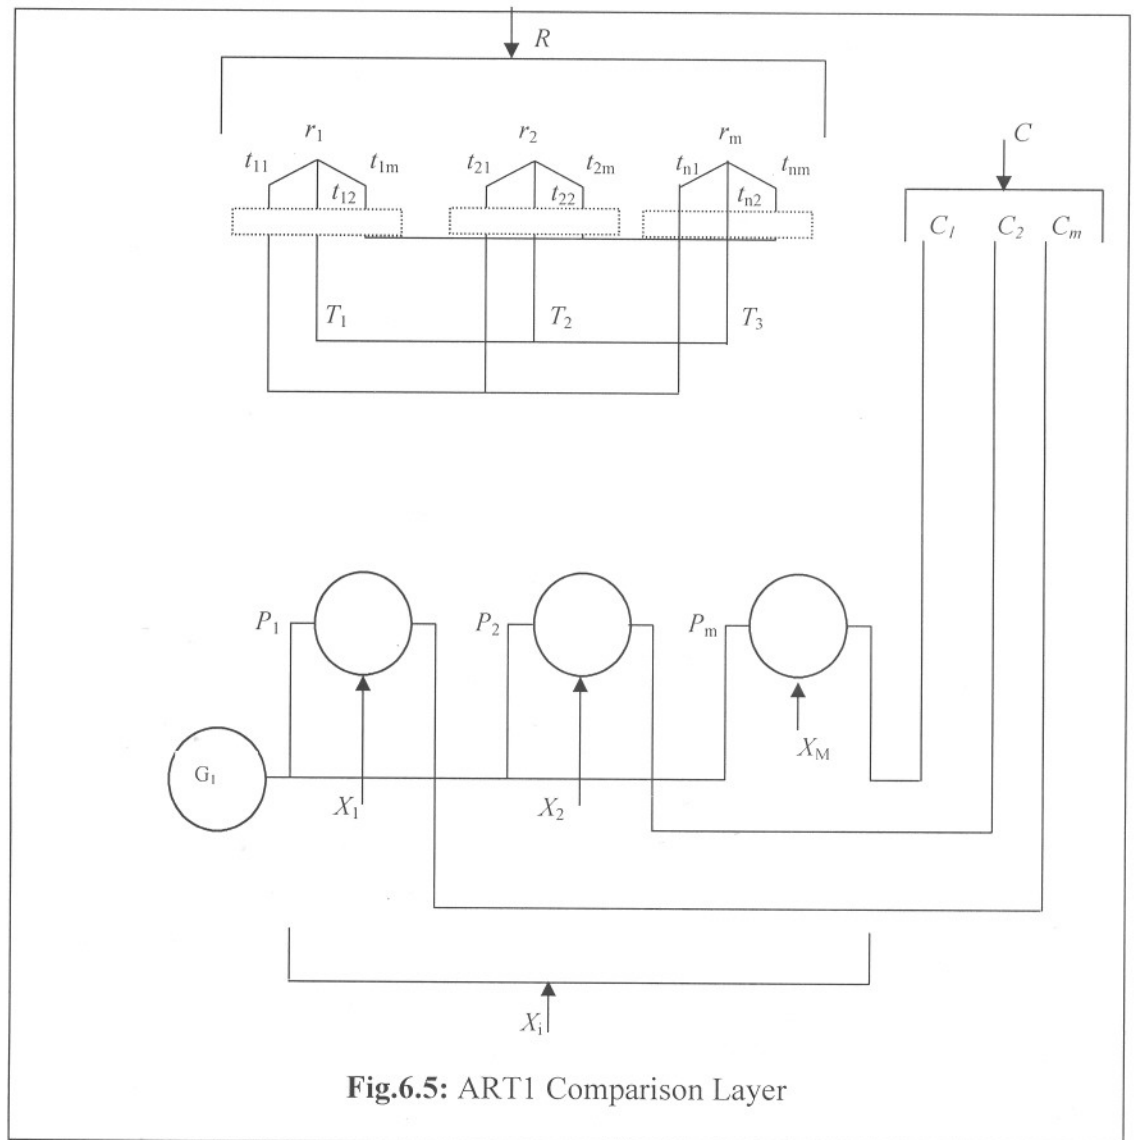 R
r₁ r₂ rₘ C
t₁₁ t₁ₘ t₂₁ t₂ₘ tₙ₁ tₙₘ
t₁₂ t₂₂ tₙ₂
C₁ C₂ Cₘ
T₁ T₂ T₃
P₁ P₂ Pₘ
X_M
G₁
X₁ X₂
Xᵢ
Fig.6.5: ART1 Comparison Layer